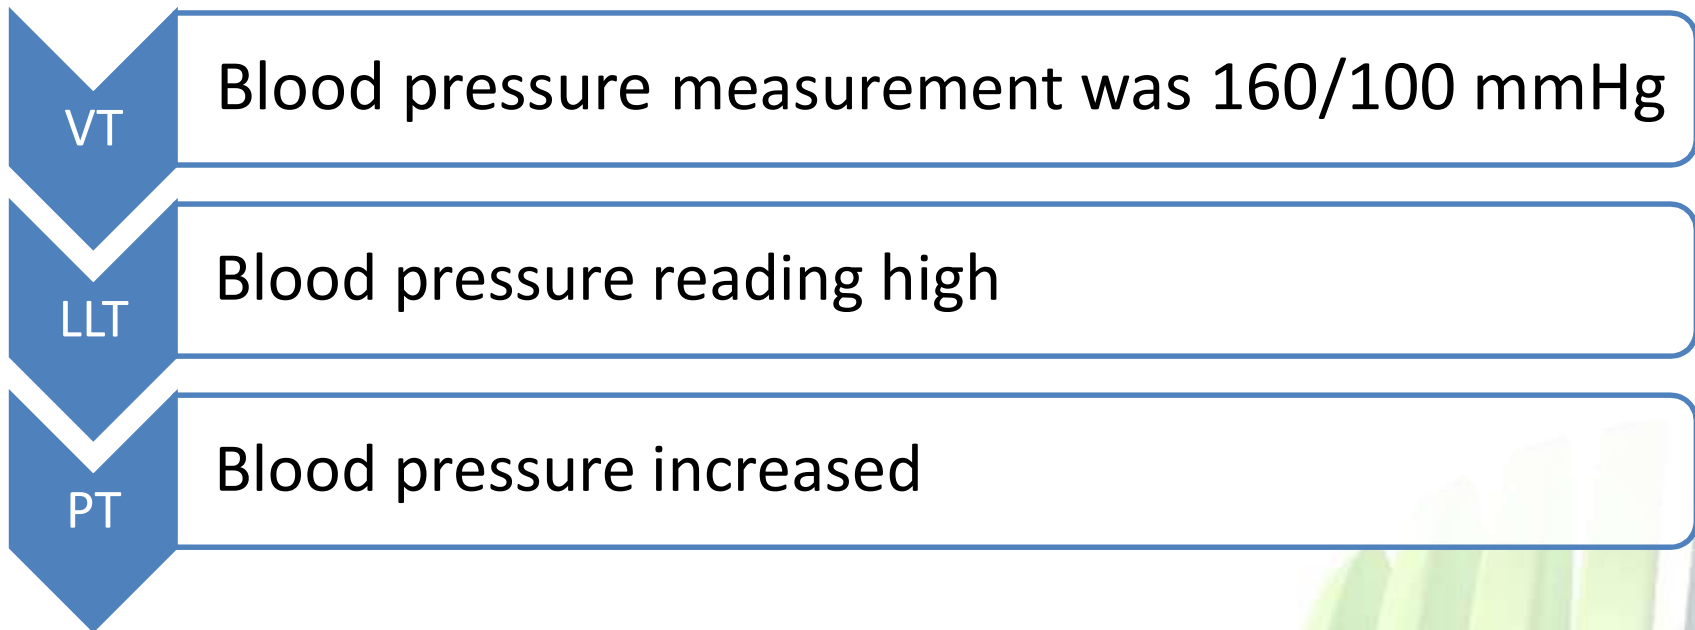 VT
Blood pressure measurement was 160/100 mmHg
LLT
Blood pressure reading high
PT
Blood pressure increased